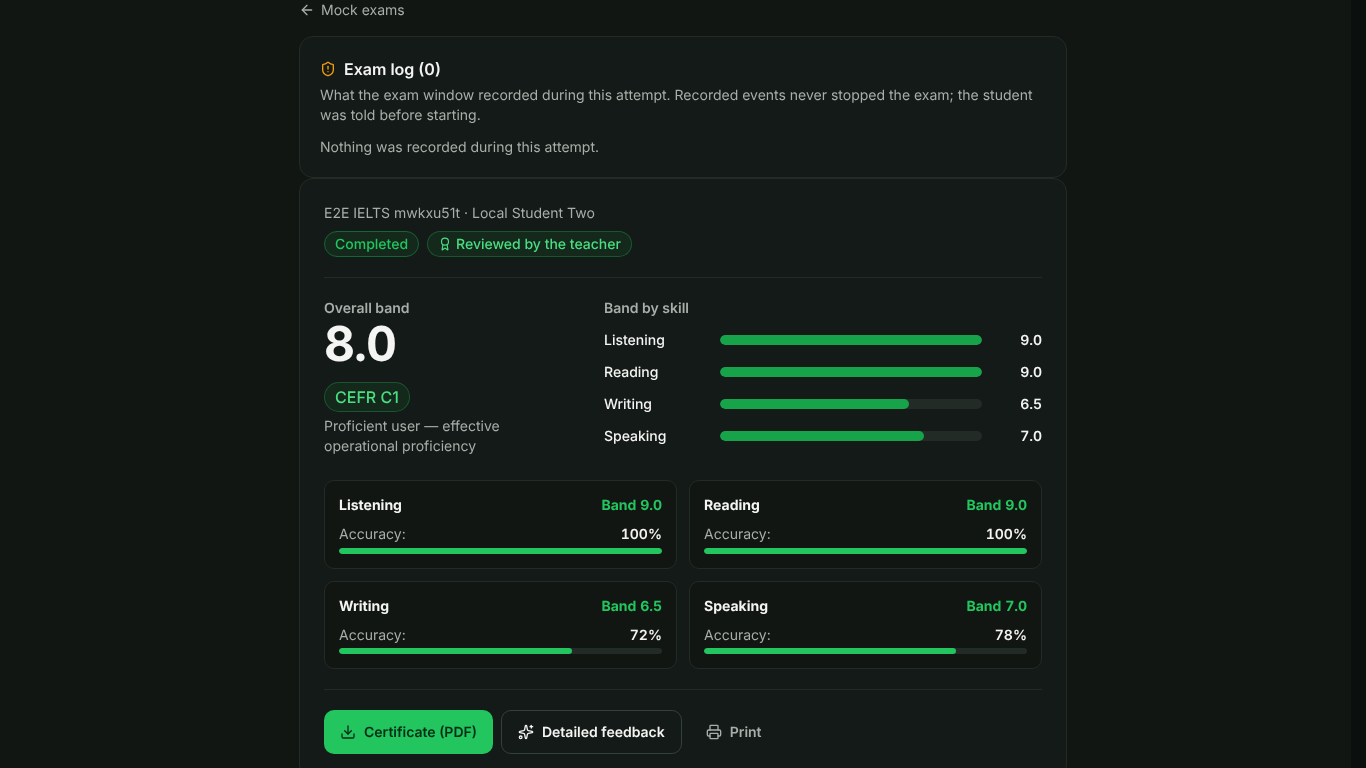 Mock exams
Exam log (0)
What the exam window recorded during this attempt. Recorded events never stopped the exam; the student
was told before starting.
Nothing was recorded during this attempt.
E2E IELTS mwkxu51t · Local Student Two
Completed
Reviewed by the teacher
Overall band
8.0
CEFR C1
Proficient user — effective
operational proficiency
Band by skill
Listening 9.0
Reading 9.0
Writing 6.5
Speaking 7.0
Listening Band 9.0
Accuracy: 100%
Reading Band 9.0
Accuracy: 100%
Writing Band 6.5
Accuracy: 72%
Speaking Band 7.0
Accuracy: 78%
Certificate (PDF)
Detailed feedback
Print